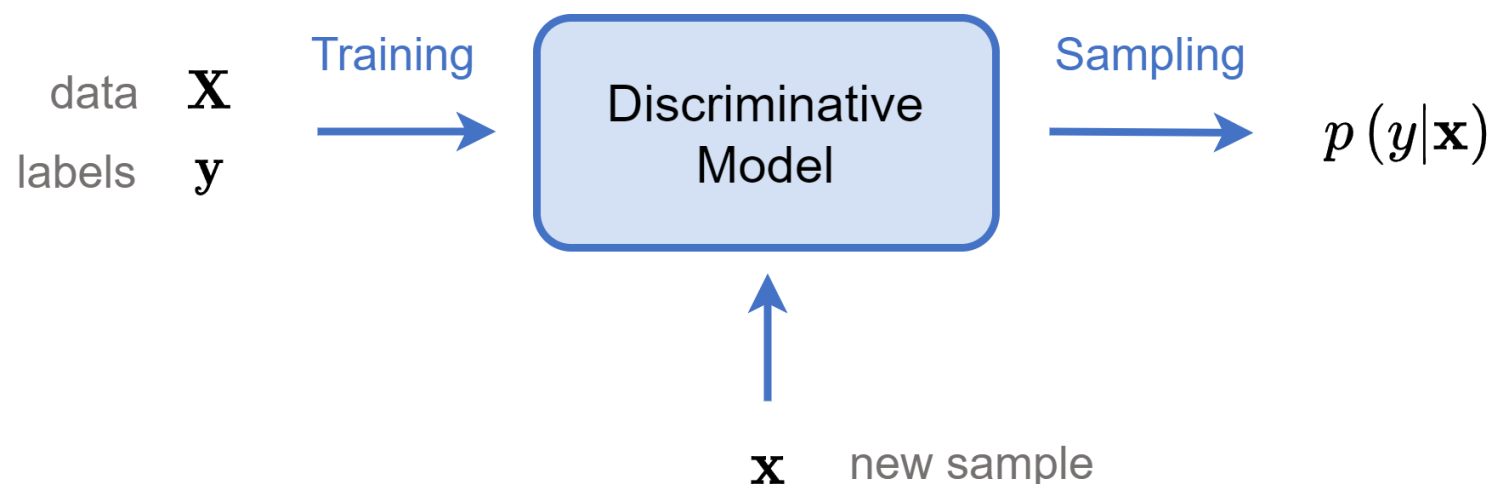 Training
Sampling
data X
labels y
Discriminative
Model
p (y|x)
x new sample